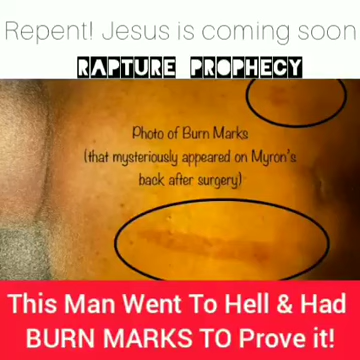 Repent! Jesus is coming soon
RAPTURE PROPHECY
Photo of Burn Marks
(that mysteriously appeared on Myron's
back after surgery)
This Man Went To Hell & Had
BURN MARKS TO Prove it!